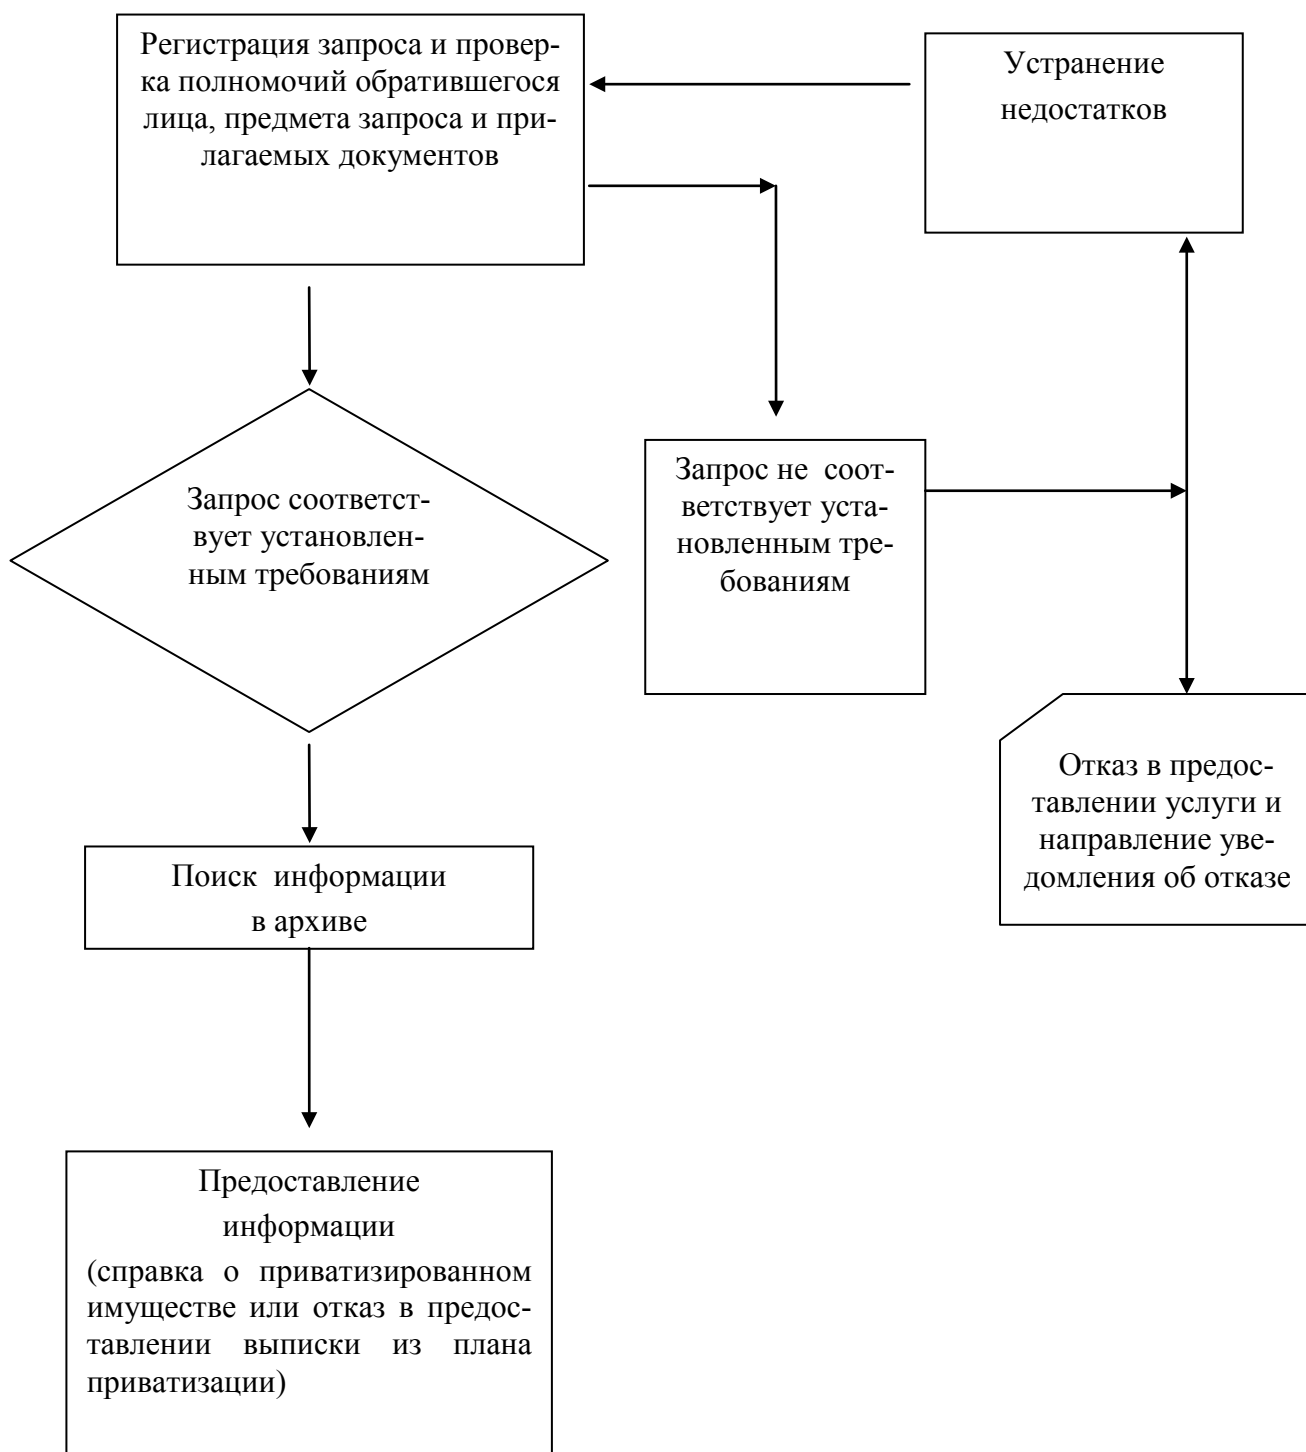 Регистрация запроса и провер-
ка полномочий обратившегося
лица, предмета запроса и при-
лагаемых документов
Устранение
недостатков
Запрос соответст-
вует установлен-
ным требованиям
Запрос не соот-
ветствует уста-
новленным тре-
бованиям
Отказ в предос-
тавлении услуги и
направление уве-
домления об отказе
Поиск информации
в архиве
Предоставление
информации
(справка о приватизированном
имуществе или отказ в предос-
тавлении выписки из плана
приватизации)